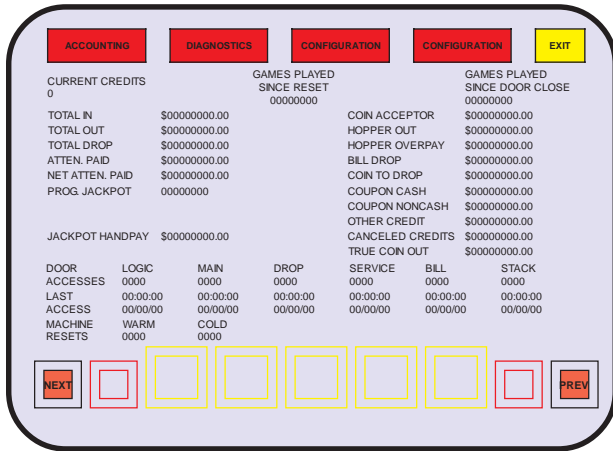 ACCOUNTING DIAGNOSTICS CONFIGURATION CONFIGURATION EXIT
CURRENT CREDITS
0
GAMES PLAYED
SINCE RESET
00000000
GAMES PLAYED
SINCE DOOR CLOSE
00000000
TOTAL IN $00000000.00 COIN ACCEPTOR $00000000.00
TOTAL OUT $00000000.00 HOPPER OUT $00000000.00
TOTAL DROP $00000000.00 HOPPER OVERPAY $00000000.00
ATTEN. PAID $00000000.00 BILL DROP $00000000.00
NET ATTEN. PAID $00000000.00 COIN TO DROP $00000000.00
PROG. JACKPOT 00000000 COUPON CASH $00000000.00
COUPON NONCASH $00000000.00
OTHER CREDIT $00000000.00
JACKPOT HANDPAY $00000000.00 CANCELED CREDITS $00000000.00
TRUE COIN OUT $00000000.00
DOOR LOGIC MAIN DROP SERVICE BILL STACK
ACCESSES 0000 0000 0000 0000 0000 0000
LAST 00:00:00 00:00:00 00:00:00 00:00:00 00:00:00 00:00:00
ACCESS 00/00/00 00/00/00 00/00/00 00/00/00 00/00/00 00/00/00
MACHINE WARM COLD
RESETS 0000 0000
NEXT PREV